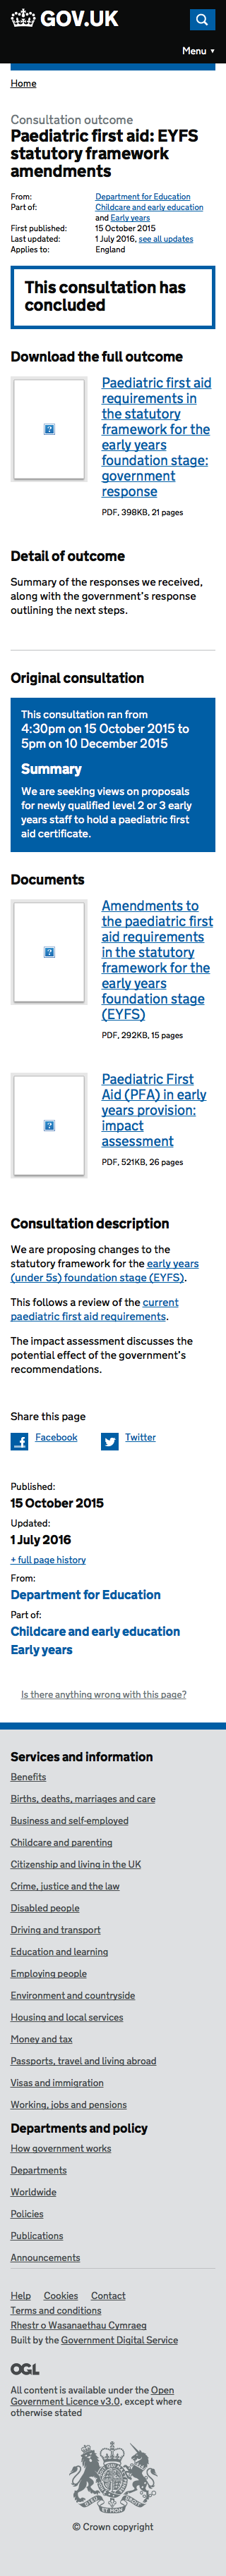 GOV.UK
Menu ▼
Home
Consultation outcome
Paediatric first aid: EYFS
statutory framework
amendments
From: Department for Education
Part of: Childcare and early education
and Early years
First published: 15 October 2015
Last updated: 1 July 2016, see all updates
Applies to: England
This consultation has
concluded
Download the full outcome
Paediatric first aid
requirements in
the statutory
framework for the
early years
foundation stage:
government
response
PDF, 398KB, 21 pages
Detail of outcome
Summary of the responses we received,
along with the government's response
outlining the next steps.
Original consultation
This consultation ran from
4:30pm on 15 October 2015 to
5pm on 10 December 2015
Summary
We are seeking views on proposals
for newly qualified level 2 or 3 early
years staff to hold a paediatric first
aid certificate.
Documents
Amendments to
the paediatric first
aid requirements
in the statutory
framework for the
early years
foundation stage
(EYFS)
PDF, 292KB, 15 pages
Paediatric First
Aid (PFA) in early
years provision:
impact
assessment
PDF, 521KB, 26 pages
Consultation description
We are proposing changes to the
statutory framework for the early years
(under 5s) foundation stage (EYFS).
This follows a review of the current
paediatric first aid requirements.
The impact assessment discusses the
potential effect of the government's
recommendations.
Share this page
Facebook Twitter
Published:
15 October 2015
Updated:
1 July 2016
+ full page history
From:
Department for Education
Part of:
Childcare and early education
Early years
Is there anything wrong with this page?
Services and information
Benefits
Births, deaths, marriages and care
Business and self-employed
Childcare and parenting
Citizenship and living in the UK
Crime, justice and the law
Disabled people
Driving and transport
Education and learning
Employing people
Environment and countryside
Housing and local services
Money and tax
Passports, travel and living abroad
Visas and immigration
Working, jobs and pensions
Departments and policy
How government works
Departments
Worldwide
Policies
Publications
Announcements
Help Cookies Contact
Terms and conditions
Rhestr o Wasanaethau Cymraeg
Built by the Government Digital Service
OGL
All content is available under the Open
Government Licence v3.0, except where
otherwise stated
© Crown copyright